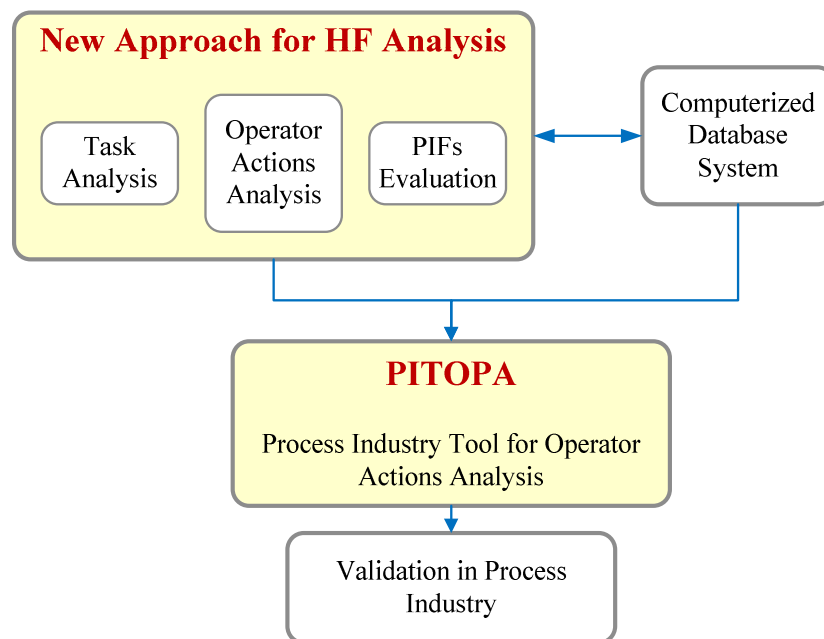 New Approach for HF Analysis
Task
Analysis
Operator
Actions
Analysis
PIFs
Evaluation
Computerized
Database
System
PITOPA
Process Industry Tool for Operator
Actions Analysis
Validation in Process
Industry